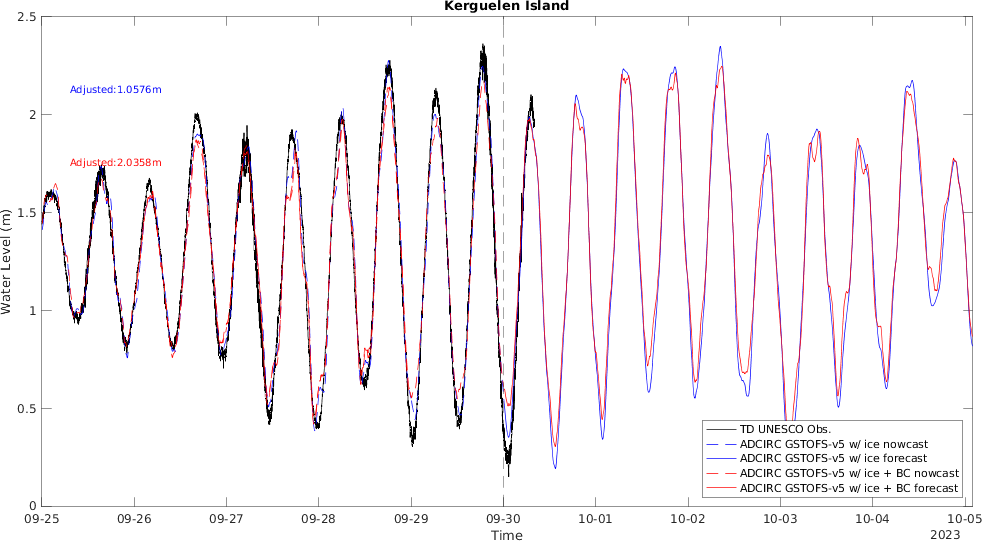 Kerguelen Island
2.5
2
1.5
1
0.5
0
Water Level (m)
Adjusted:1.0576m
Adjusted:2.0358m
TD UNESCO Obs.
ADCIRC GSTOFS-v5 w/ ice nowcast
ADCIRC GSTOFS-v5 w/ ice forecast
ADCIRC GSTOFS-v5 w/ ice + BC nowcast
ADCIRC GSTOFS-v5 w/ ice + BC forecast
09-25 09-26 09-27 09-28 09-29 09-30 10-01 10-02 10-03 10-04 10-05
Time
2023